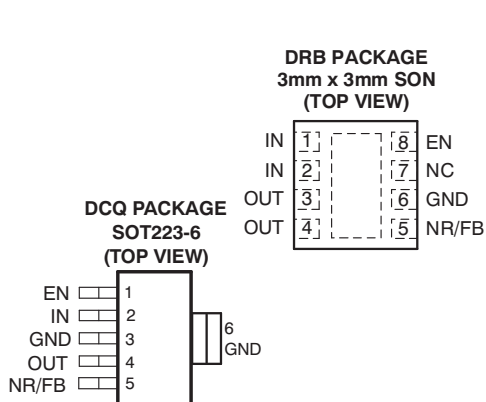 DRB PACKAGE
3mm x 3mm SON
(TOP VIEW)
IN 1 8 EN
IN 2 7 NC
OUT 3 6 GND
OUT 4 5 NR/FB
DCQ PACKAGE
SOT223-6
(TOP VIEW)
EN 1
IN 2
GND 3
OUT 4
NR/FB 5
6
GND